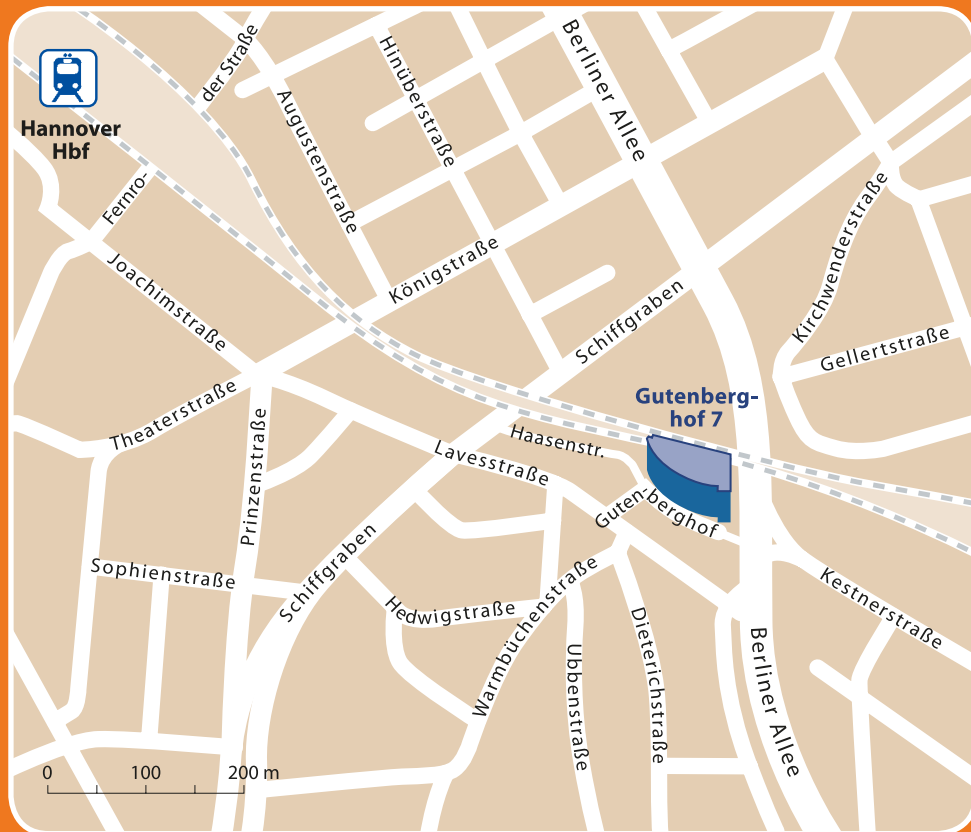 der Straße
Hinüberstraße
Berliner Allee
Augustenstraße
Hannover
Hbf
Fernro-
Kirchwenderstraße
Königstraße
Joachimstraße
Schiffgraben
Gellertstraße
Theaterstraße
Gutenberg-
hof 7
Prinzenstraße
Haasenstr.
Lavesstraße
Guten-
berghof
Sophienstraße
Schiffgraben
Hedwigstraße
Warmbüchenstraße
Kestnerstraße
Dieterichstraße
Ubbenstraße
Berliner Allee
0 100 200 m